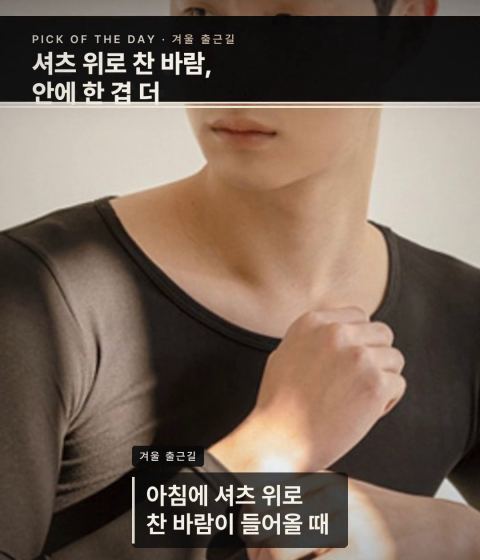 PICK OF THE DAY · 겨울 출근길
셔츠 위로 찬 바람,
안에 한 겹 더
겨울 출근길
아침에 셔츠 위로
찬 바람이 들어올 때